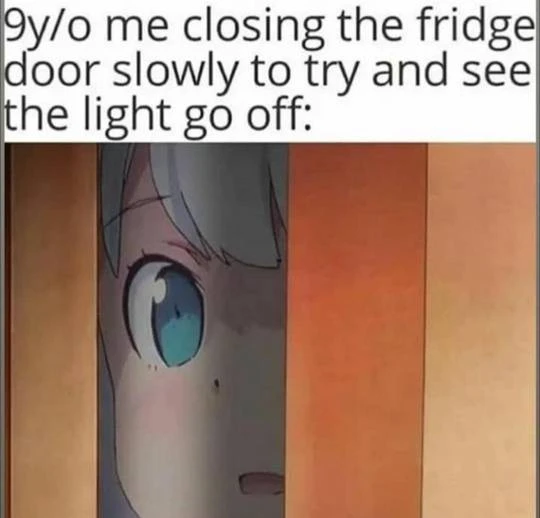 9y/o me closing the fridge
door slowly to try and see
the light go off: